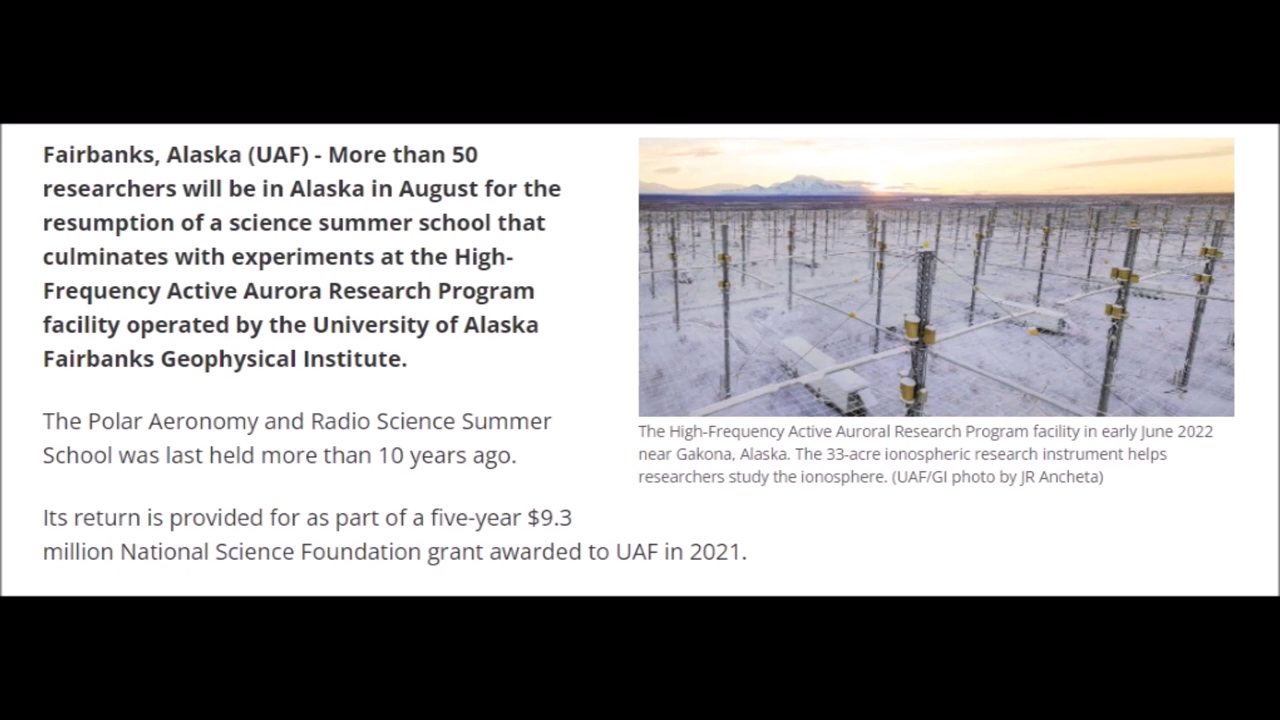 Fairbanks, Alaska (UAF) - More than 50
researchers will be in Alaska in August for the
resumption of a science summer school that
culminates with experiments at the High-
Frequency Active Aurora Research Program
facility operated by the University of Alaska
Fairbanks Geophysical Institute.
The Polar Aeronomy and Radio Science Summer
School was last held more than 10 years ago.
Its return is provided for as part of a five-year $9.3
million National Science Foundation grant awarded to UAF in 2021.
The High-Frequency Active Auroral Research Program facility in early June 2022
near Gakona, Alaska. The 33-acre ionospheric research instrument helps
researchers study the ionosphere. (UAF/GI photo by JR Ancheta)